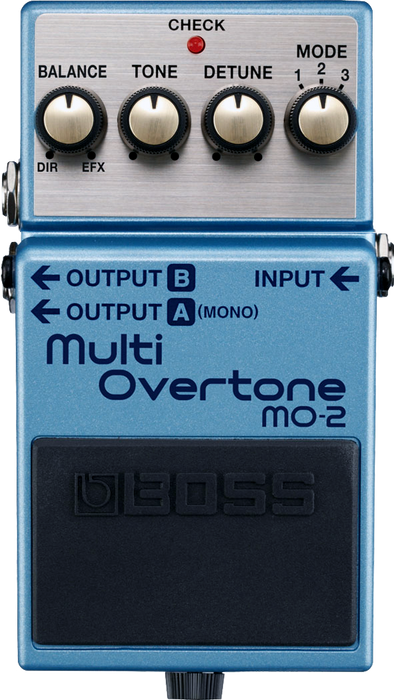 CHECK
BALANCE TONE DETUNE MODE
1 2 3
DIR EFX
← OUTPUT B INPUT ←
← OUTPUT A (MONO)
Multi
Overtone
MO-2
BOSS